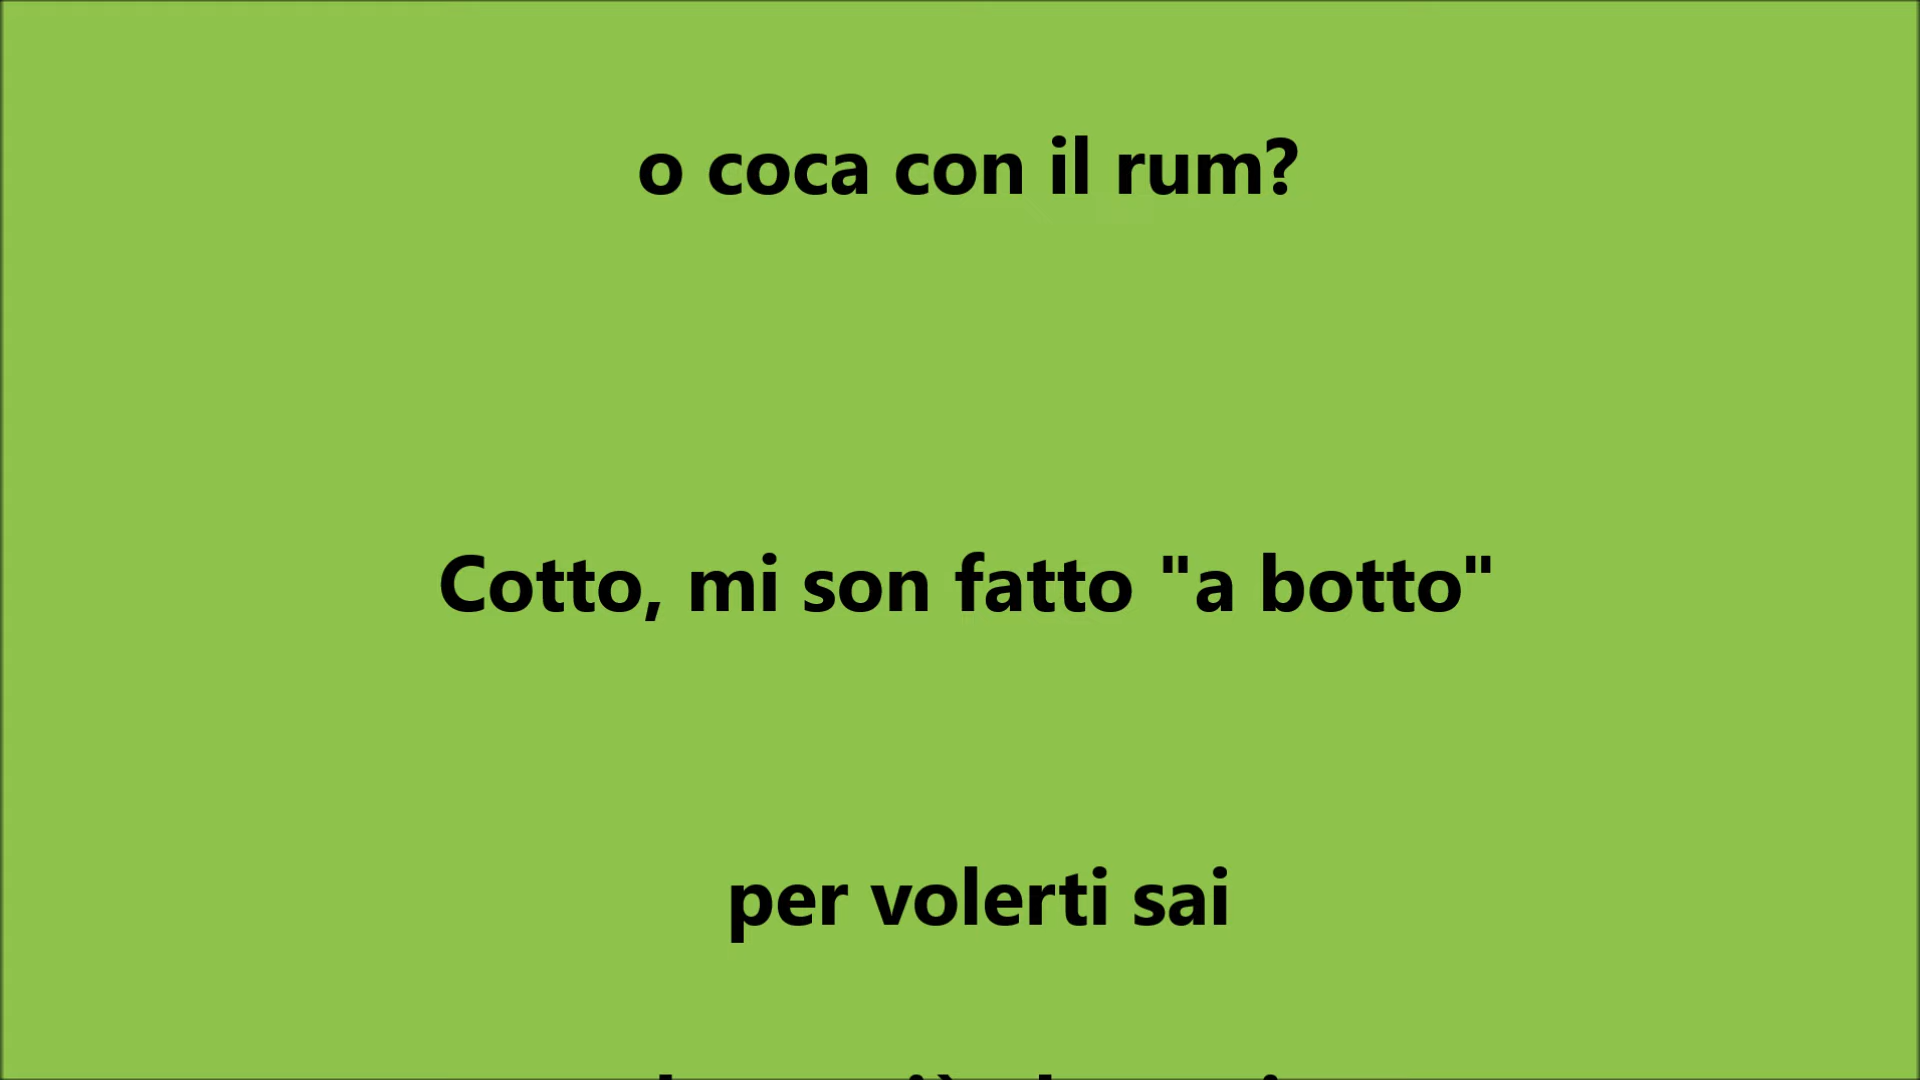 o coca con il rum?
Cotto, mi son fatto "a botto"
per volerti sai